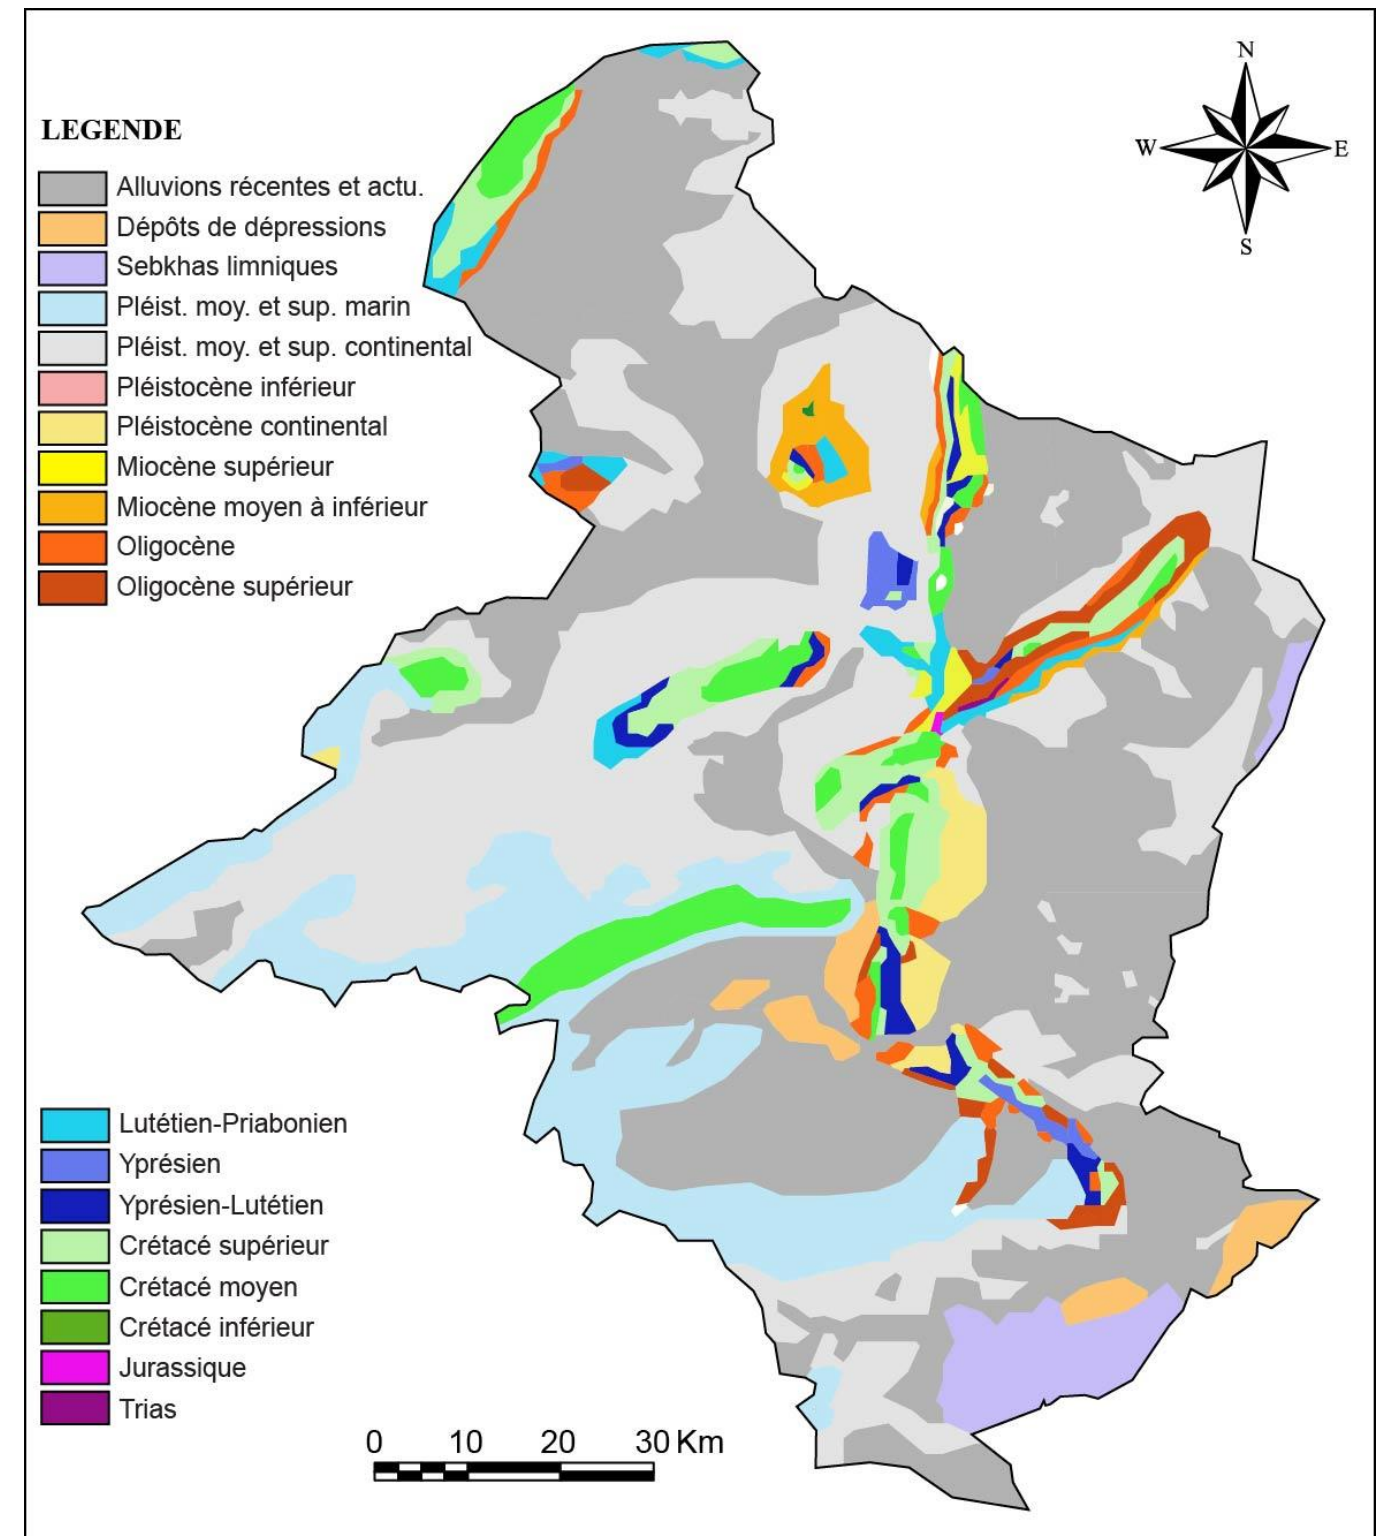 N
W
E
S
LEGENDE
Alluvions récentes et actu.
Dépôts de dépressions
Sebkhas limniques
Pléist. moy. et sup. marin
Pléist. moy. et sup. continental
Pléistocène inférieur
Pléistocène continental
Miocène supérieur
Miocène moyen à inférieur
Oligocène
Oligocène supérieur
Lutétien-Priabonien
Yprésien
Yprésien-Lutétien
Crétacé supérieur
Crétacé moyen
Crétacé inférieur
Jurassique
Trias
0 10 20 30 Km